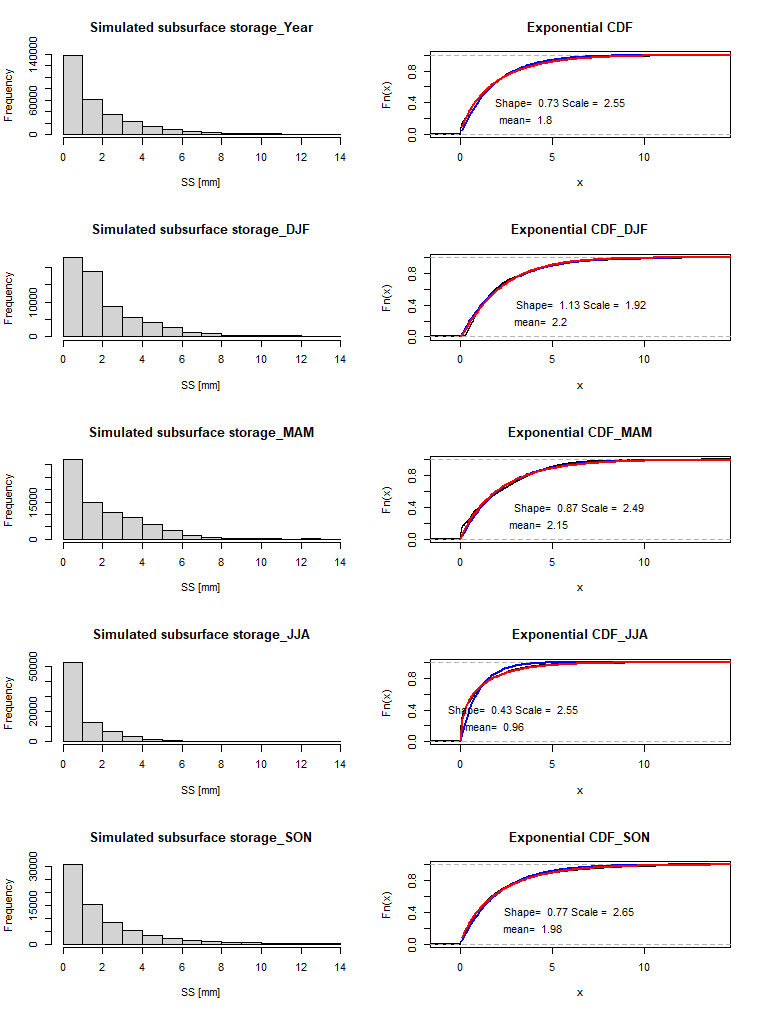 Simulated subsurface storage_Year
Frequency
0 60000 140000
0 2 4 6 8 10 12 14
SS [mm]
Exponential CDF
Fn(x)
0.0 0.4 0.8
Shape= 0.73 Scale = 2.55
mean= 1.8
0 5 10
x
Simulated subsurface storage_DJF
Frequency
0 10000
0 2 4 6 8 10 12 14
SS [mm]
Exponential CDF_DJF
Fn(x)
0.0 0.4 0.8
Shape= 1.13 Scale = 1.92
mean= 2.2
0 5 10
x
Simulated subsurface storage_MAM
Frequency
0 15000
0 2 4 6 8 10 12 14
SS [mm]
Exponential CDF_MAM
Fn(x)
0.0 0.4 0.8
Shape= 0.87 Scale = 2.49
mean= 2.15
0 5 10
x
Simulated subsurface storage_JJA
Frequency
0 20000 50000
0 2 4 6 8 10 12 14
SS [mm]
Exponential CDF_JJA
Fn(x)
0.0 0.4 0.8
Shape= 0.43 Scale = 2.55
mean= 0.96
0 5 10
x
Simulated subsurface storage_SON
Frequency
0 15000 30000
0 2 4 6 8 10 12 14
SS [mm]
Exponential CDF_SON
Fn(x)
0.0 0.4 0.8
Shape= 0.77 Scale = 2.65
mean= 1.98
0 5 10
x